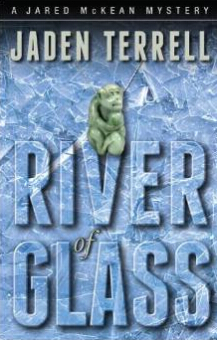 A JARED McKEAN MYSTERY
JADEN TERRELL
A
RIVER
of
GLASS